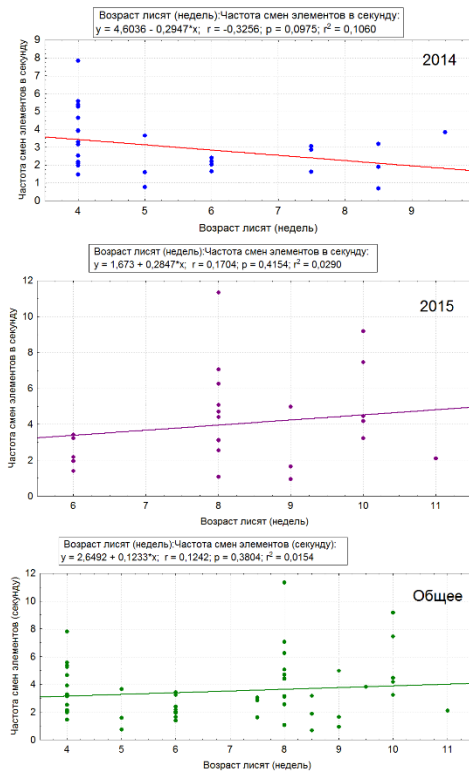 Возраст лисят (недель):Частота смен элементов в секунду:
y = 4,6036 - 0,2947*x; r = -0,3256; p = 0,0975; r² = 0,1060
2014
Частота смен элементов в секунду
9
8
7
6
5
4
3
2
1
0
4 5 6 7 8 9
Возраст лисят (недель)
Возраст лисят (недель):Частота смен элементов в секунду:
y = 1,673 + 0,2847*x; r = 0,1704; p = 0,4154; r² = 0,0290
2015
Частота смен элементов в секунду
12
10
8
6
4
2
0
6 7 8 9 10 11
Возраст лисят (недель)
Возраст лисят (недель):Частота смен элементов (секунду):
y = 2,6492 + 0,1233*x; r = 0,1242; p = 0,3804; r² = 0,0154
Общее
Частота смен элементов (секунду)
12
10
8
6
4
2
0
4 5 6 7 8 9 10 11
Возраст лисят (недель)